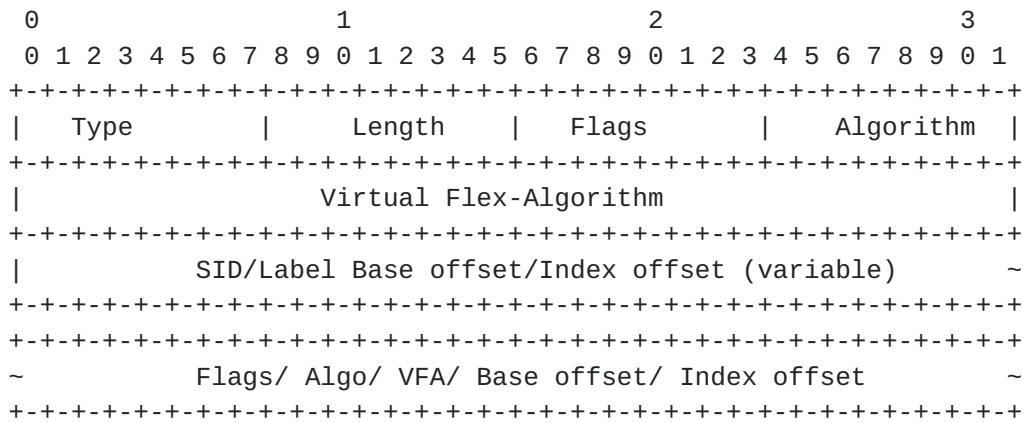 0                   1                   2                   3
 0 1 2 3 4 5 6 7 8 9 0 1 2 3 4 5 6 7 8 9 0 1 2 3 4 5 6 7 8 9 0 1
+-+-+-+-+-+-+-+-+-+-+-+-+-+-+-+-+-+-+-+-+-+-+-+-+-+-+-+-+-+-+-+-+
|   Type        |     Length    |   Flags       |    Algorithm  |
+-+-+-+-+-+-+-+-+-+-+-+-+-+-+-+-+-+-+-+-+-+-+-+-+-+-+-+-+-+-+-+-+
|                   Virtual Flex-Algorithm                      |
+-+-+-+-+-+-+-+-+-+-+-+-+-+-+-+-+-+-+-+-+-+-+-+-+-+-+-+-+-+-+-+-+
|           SID/Label Base offset/Index offset (variable)       ~
+-+-+-+-+-+-+-+-+-+-+-+-+-+-+-+-+-+-+-+-+-+-+-+-+-+-+-+-+-+-+-+-+
+-+-+-+-+-+-+-+-+-+-+-+-+-+-+-+-+-+-+-+-+-+-+-+-+-+-+-+-+-+-+-+-+
~           Flags/ Algo/ VFA/ Base offset/ Index offset         ~
+-+-+-+-+-+-+-+-+-+-+-+-+-+-+-+-+-+-+-+-+-+-+-+-+-+-+-+-+-+-+-+-+